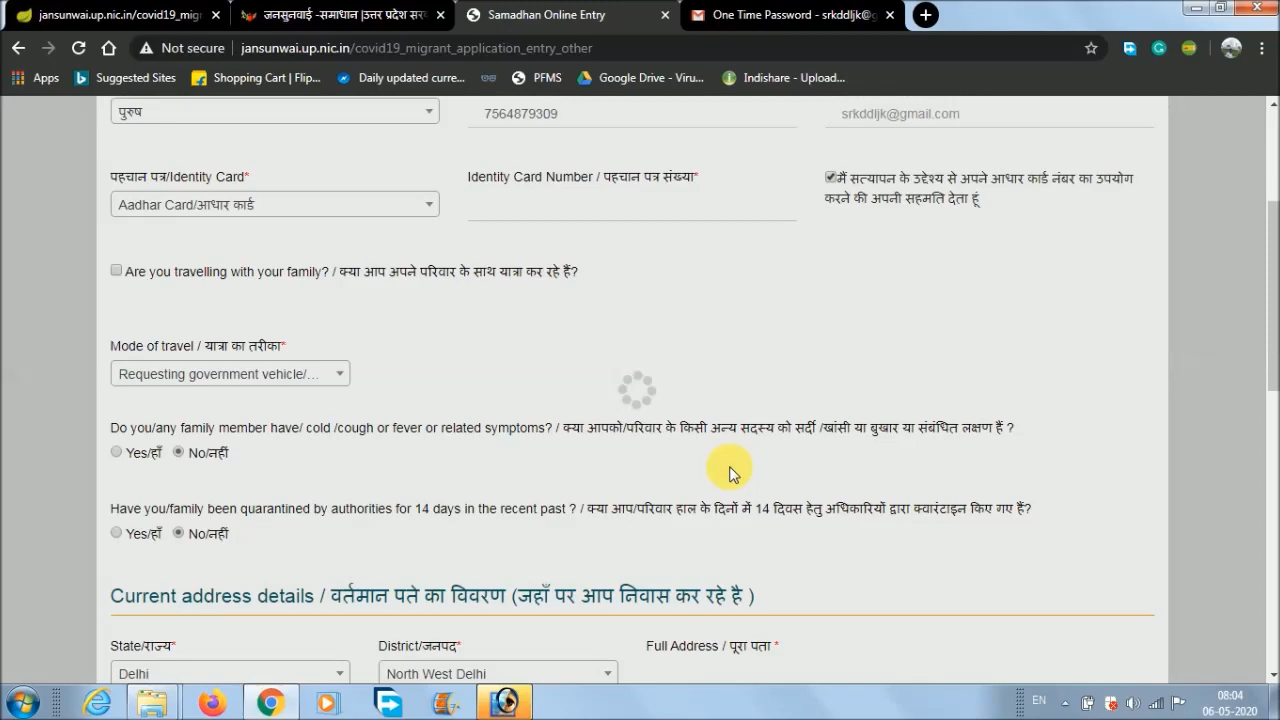 jansunwai.up.nic.in/covid19_mig
जनसुनवाई -समाधान |उत्तर प्रदेश सर
Samadhan Online Entry
One Time Password - srkddljk@g
Not secure
jansunwai.up.nic.in/covid19_migrant_application_entry_other
Apps
Suggested Sites
Shopping Cart | Flip...
Daily updated curre...
PFMS
Google Drive - Viru...
Indishare - Upload...
पुरुष
7564879309
srkddljk@gmail.com
पहचान पत्र/Identity Card*
Identity Card Number / पहचान पत्र संख्या*
मैं सत्यापन के उद्देश्य से अपने आधार कार्ड नंबर का उपयोग
करने की अपनी सहमति देता हूं
Aadhar Card/आधार कार्ड
Are you travelling with your family? / क्या आप अपने परिवार के साथ यात्रा कर रहे हैं?
Mode of travel / यात्रा का तरीका*
Requesting government vehicle/...
Do you/any family member have/ cold /cough or fever or related symptoms? / क्या आपको/परिवार के किसी अन्य सदस्य को सर्दी /खांसी या बुखार या संबंधित लक्षण हैं ?
Yes/हाँ No/नहीं
Have you/family been quarantined by authorities for 14 days in the recent past ? / क्या आप/परिवार हाल के दिनों में 14 दिवस हेतु अधिकारियों द्वारा क्वारंटाइन किए गए हैं?
Yes/हाँ No/नहीं
Current address details / वर्तमान पते का विवरण (जहाँ पर आप निवास कर रहे है )
State/राज्य*
District/जनपद*
Full Address / पूरा पता *
Delhi
North West Delhi
EN
08:04
06-05-2020